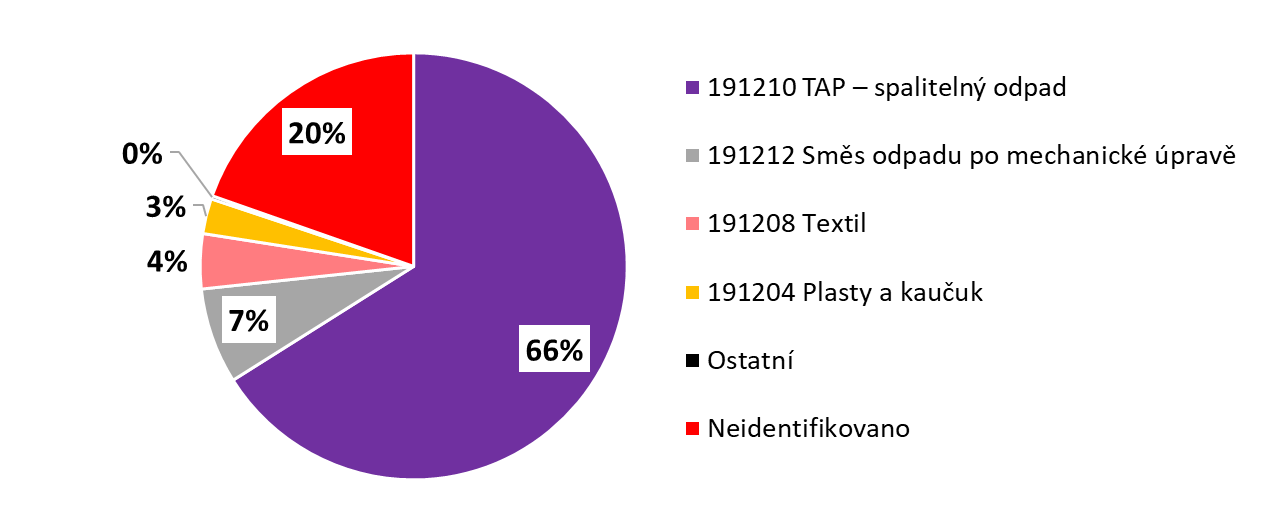 191210 TAP – spalitelný odpad
191212 Směs odpadu po mechanické úpravě
191208 Textil
191204 Plasty a kaučuk
Ostatní
Neidentifikovano
20%
0%
3%
4%
7%
66%